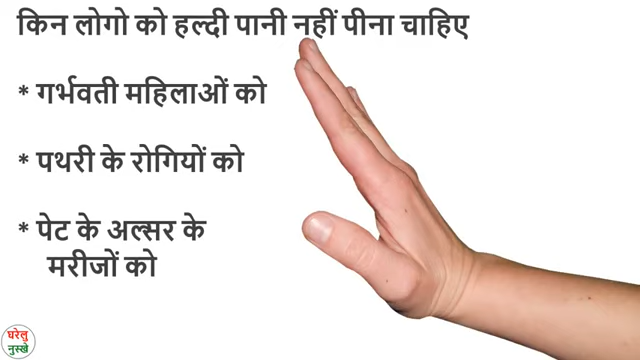 किन लोगो को हल्दी पानी नहीं पीना चाहिए
* गर्भवती महिलाओं को
* पथरी के रोगियों को
* पेट के अल्सर के
मरीजों को
घरेलु
नुस्खे